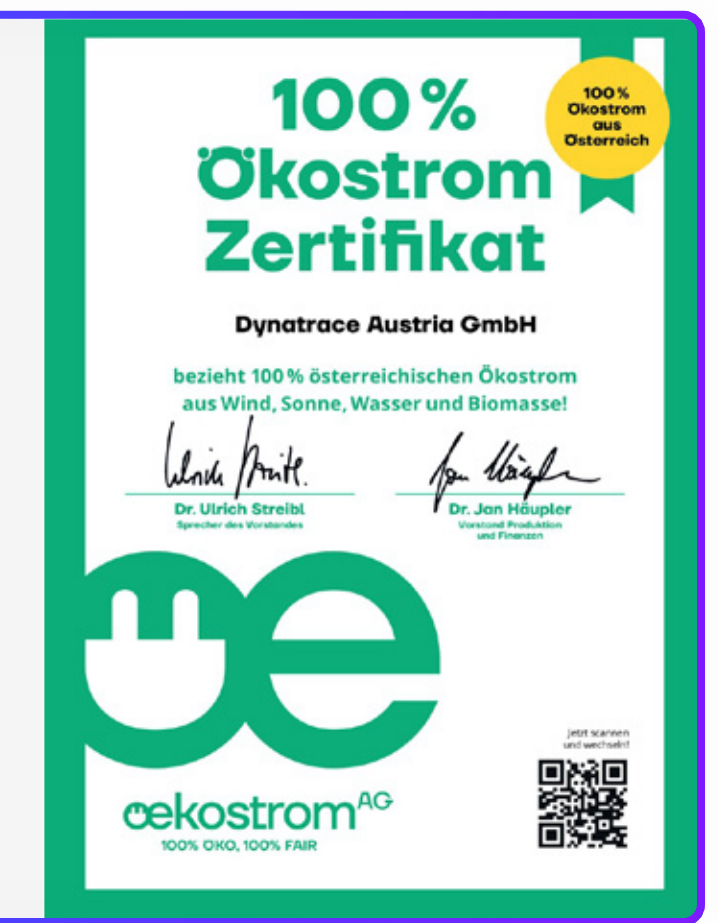 100 %
Ökostrom
Zertifikat
100 %
Ökostrom
aus
Österreich
Dynatrace Austria GmbH
bezieht 100 % österreichischen Ökostrom
aus Wind, Sonne, Wasser und Biomasse!
Dr. Ulrich Streibl
Sprecher des Vorstandes
Dr. Jan Häupler
Vorstand Produktion
und Finanzen
oe
Jetzt scannen
und wechseln!
oekostrom AG
100% ÖKO, 100% FAIR